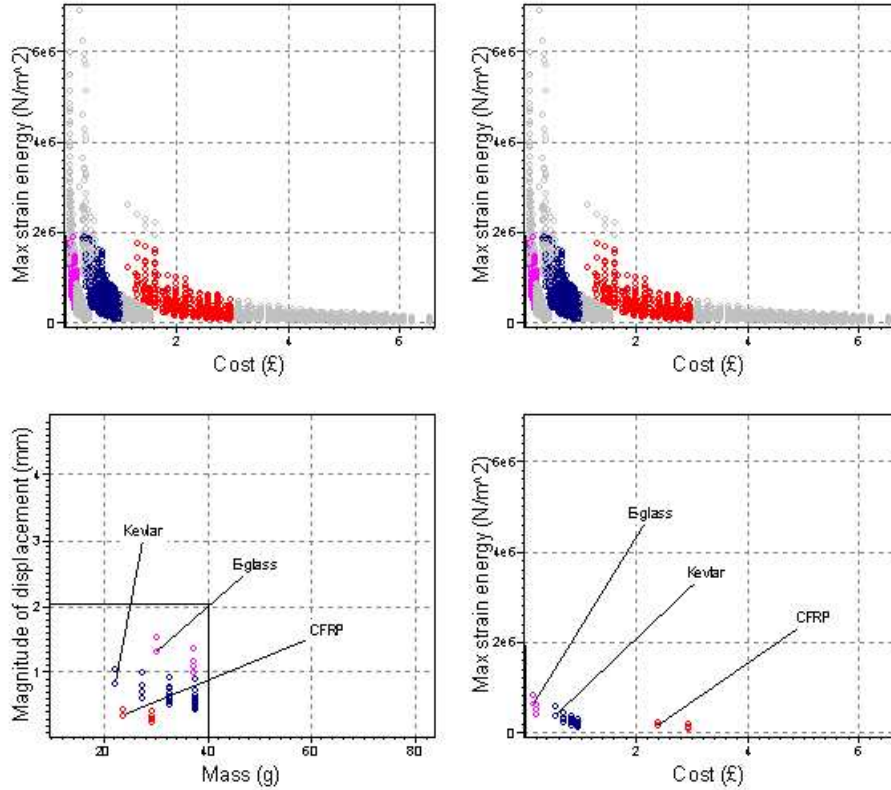 6e6
4e6
2e6
0
2
4
6
Max strain energy (N/m^2)
Cost (£)
6e6
4e6
2e6
0
2
4
6
Max strain energy (N/m^2)
Cost (£)
4
3
2
1
20
40
60
80
Magnitude of displacement (mm)
Mass (g)
Kevlar
E-glass
CFRP
6e6
4e6
2e6
0
2
4
6
Max strain energy (N/m^2)
Cost (£)
E-glass
Kevlar
CFRP